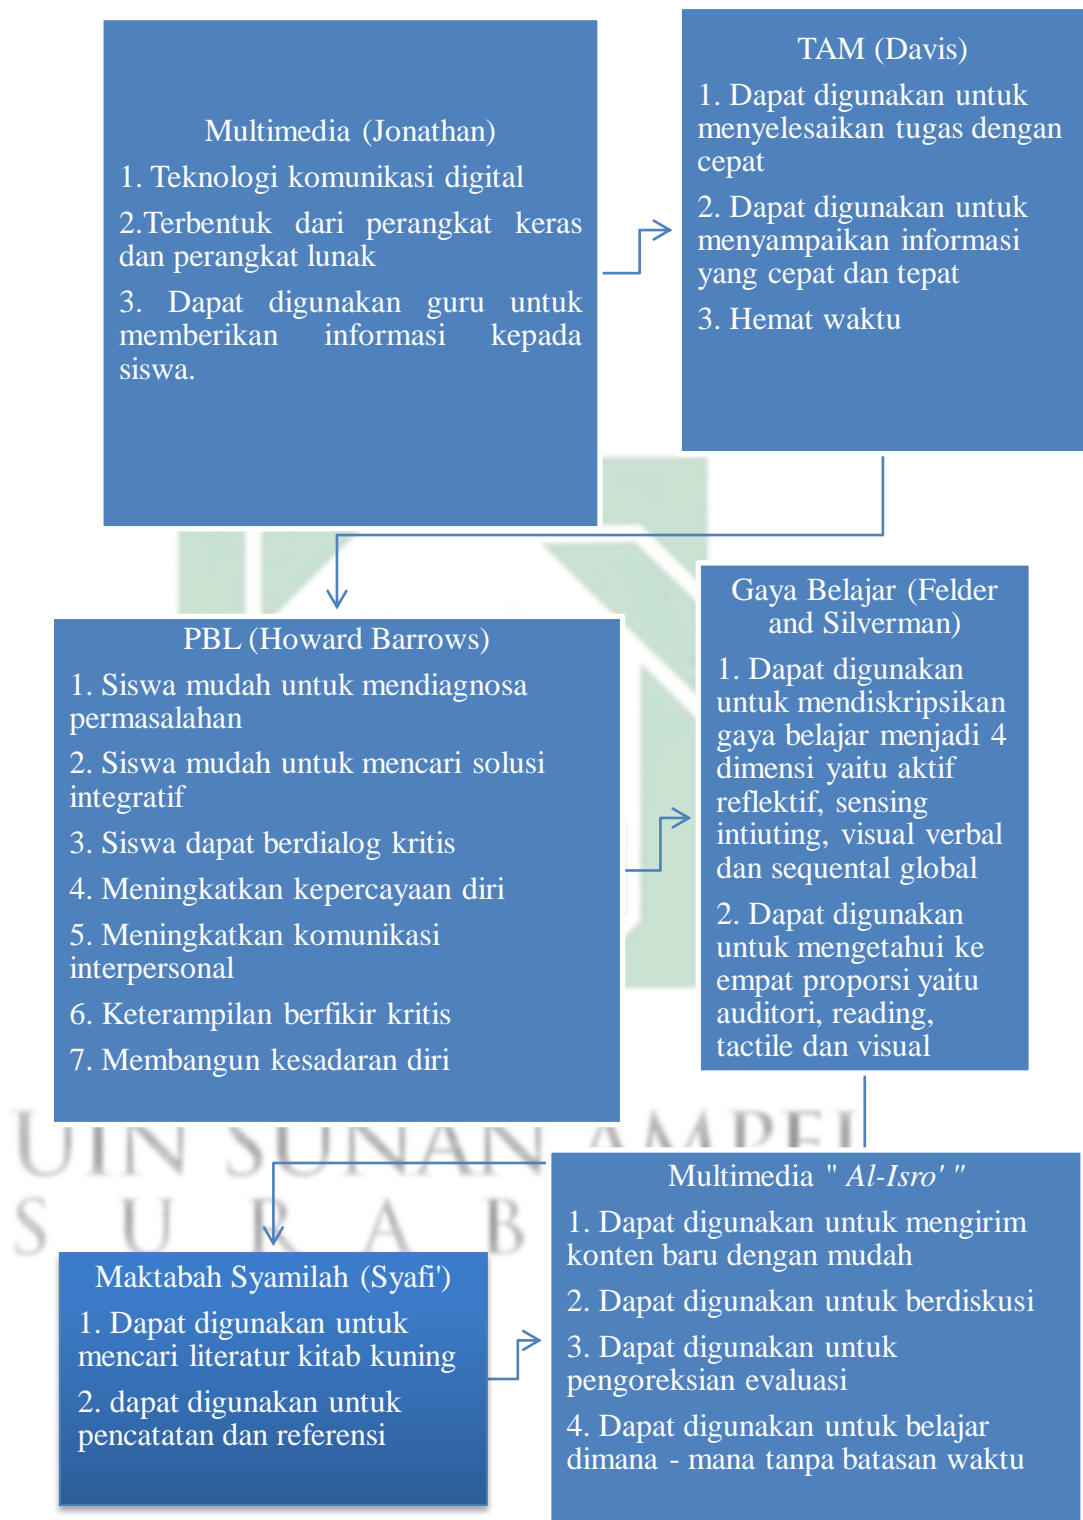 Multimedia (Jonathan)
1. Teknologi komunikasi digital
2.Terbentuk dari perangkat keras
dan perangkat lunak
3. Dapat digunakan guru untuk
memberikan informasi kepada
siswa.
TAM (Davis)
1. Dapat digunakan untuk
menyelesaikan tugas dengan
cepat
2. Dapat digunakan untuk
menyampaikan informasi
yang cepat dan tepat
3. Hemat waktu
PBL (Howard Barrows)
1. Siswa mudah untuk mendiagnosa
permasalahan
2. Siswa mudah untuk mencari solusi
integratif
3. Siswa dapat berdialog kritis
4. Meningkatkan kepercayaan diri
5. Meningkatkan komunikasi
interpersonal
6. Keterampilan berfikir kritis
7. Membangun kesadaran diri
Gaya Belajar (Felder
and Silverman)
1. Dapat digunakan
untuk mendiskripsikan
gaya belajar menjadi 4
dimensi yaitu aktif
reflektif, sensing
intiuting, visual verbal
dan sequental global
2. Dapat digunakan
untuk mengetahui ke
empat proporsi yaitu
auditori, reading,
tactile dan visual
UIN SUNAN AMPEL
S U R A B
Maktabah Syamilah (Syafi')
1. Dapat digunakan untuk
mencari literatur kitab kuning
2. dapat digunakan untuk
pencatatan dan referensi
Multimedia " Al-Isro' "
1. Dapat digunakan untuk mengirim
konten baru dengan mudah
2. Dapat digunakan untuk berdiskusi
3. Dapat digunakan untuk
pengoreksian evaluasi
4. Dapat digunakan untuk belajar
dimana - mana tanpa batasan waktu